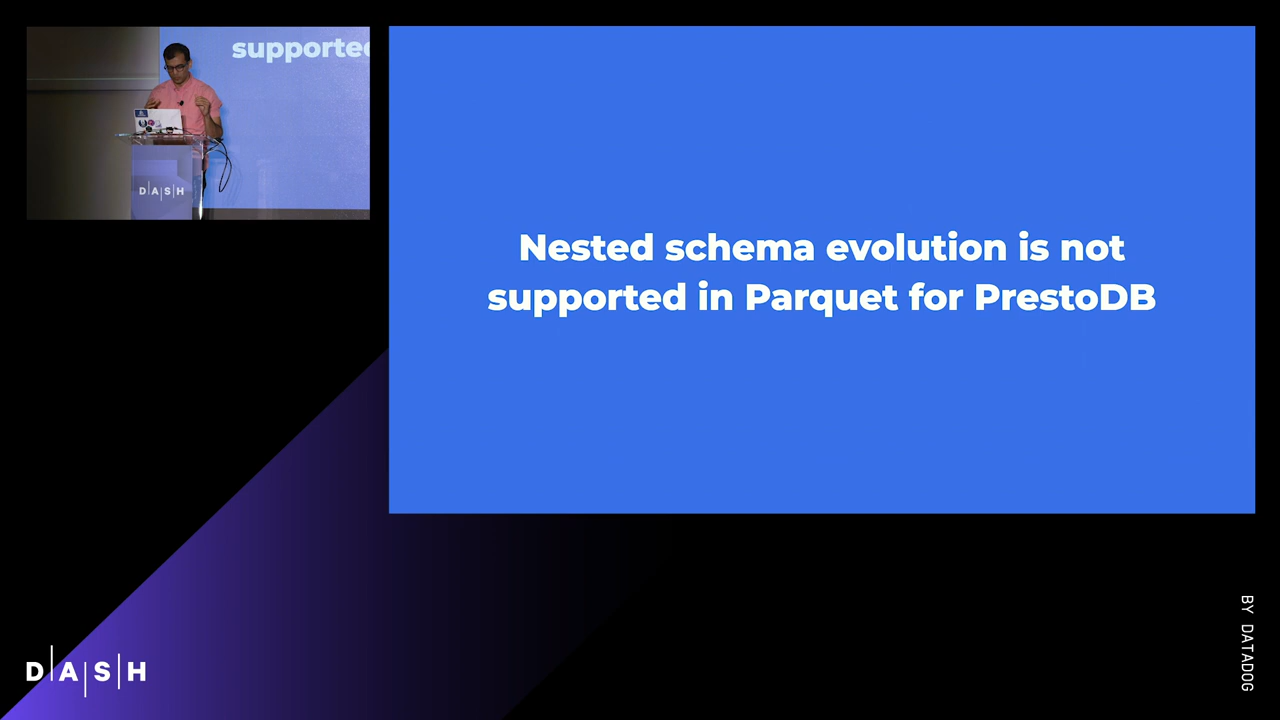 supported
D|A|S|H
Nested schema evolution is not
supported in Parquet for PrestoDB
D|A|S|H
BY DATADOG